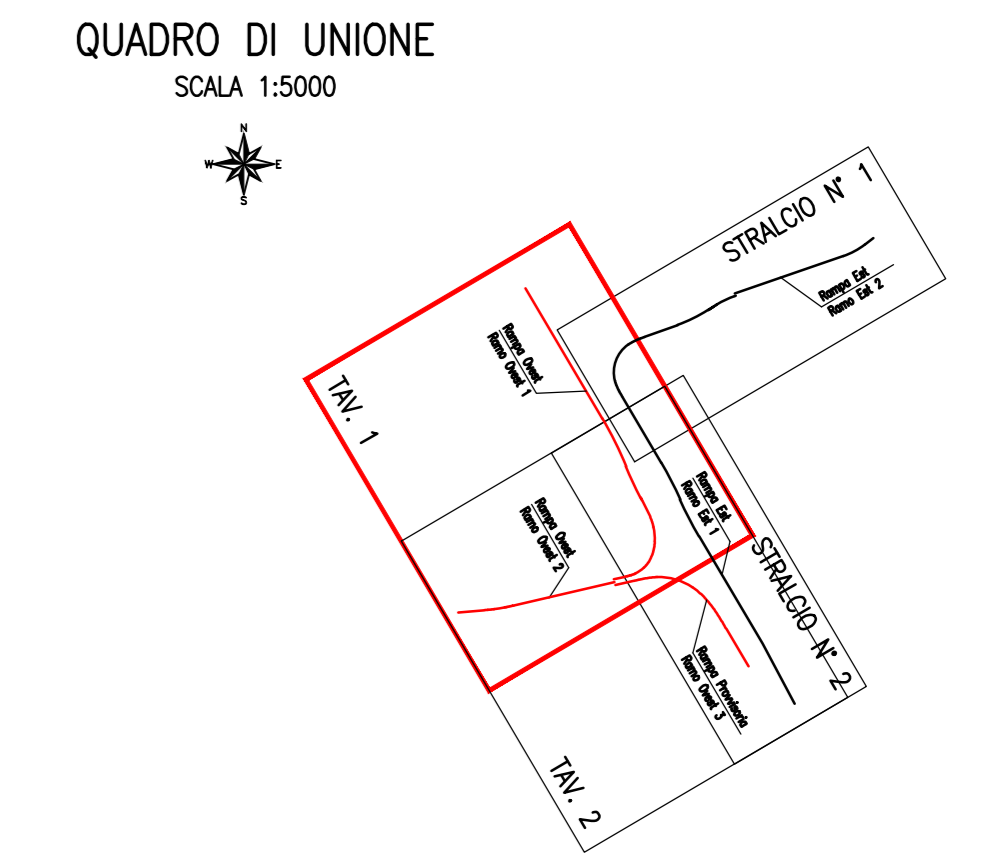 QUADRO DI UNIONE
SCALA 1:5000
N
W E
S
STRALCIO N° 1
Rampa Est
Ramo Est 2
Rampa Ovest
Ramo Ovest 1
TAV. 1
Rampa Est
Ramo Est 1
Rampa Ovest
Ramo Ovest 2
STRALCIO N° 2
Rampa Provvisoria
Ramo Ovest 3
TAV. 2